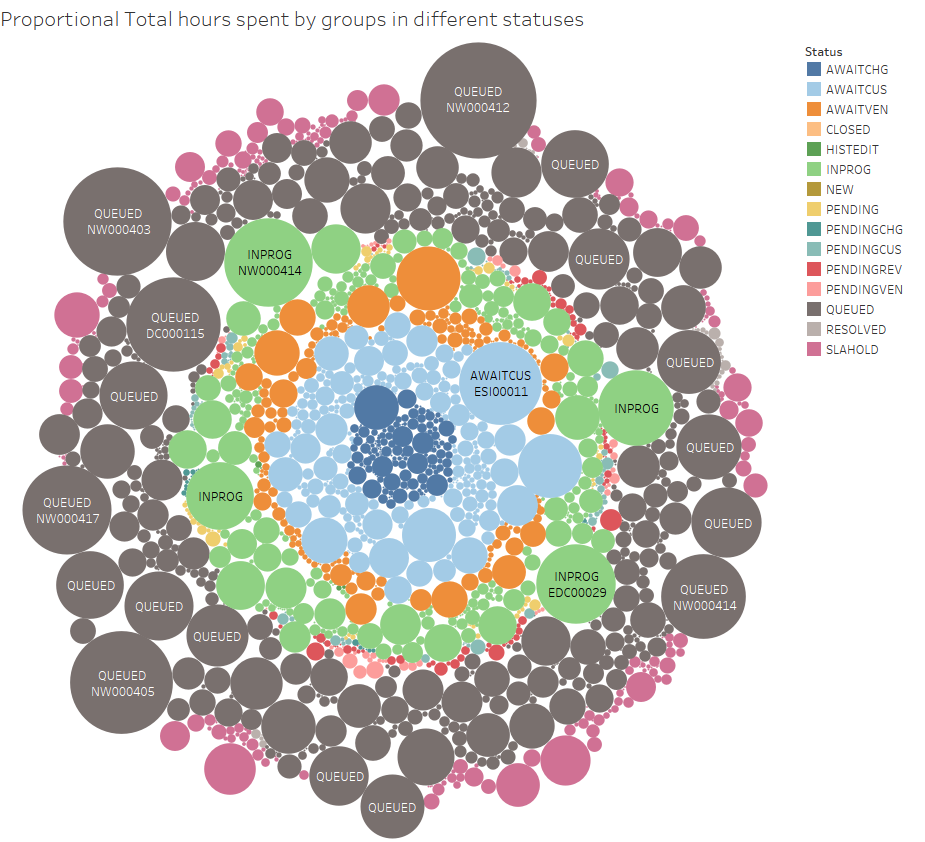 Proportional Total hours spent by groups in different statuses
Status
AWAITCHG
AWAITCUS
AWAITVEN
CLOSED
HISTEDIT
INPROG
NEW
PENDING
PENDINGCHG
PENDINGCUS
PENDINGREV
PENDINGVEN
QUEUED
RESOLVED
SLAHOLD
QUEUED
NW000412
QUEUED
QUEUED
NW000403
INPROG
NW000414
QUEUED
QUEUED
DC000115
QUEUED
AWAITCUS
ESI00011
QUEUED
INPROG
QUEUED
INPROG
QUEUED
NW000417
QUEUED
QUEUED
INPROG
EDC00029
QUEUED
NW000414
QUEUED
QUEUED
QUEUED
NW000405
QUEUED
QUEUED